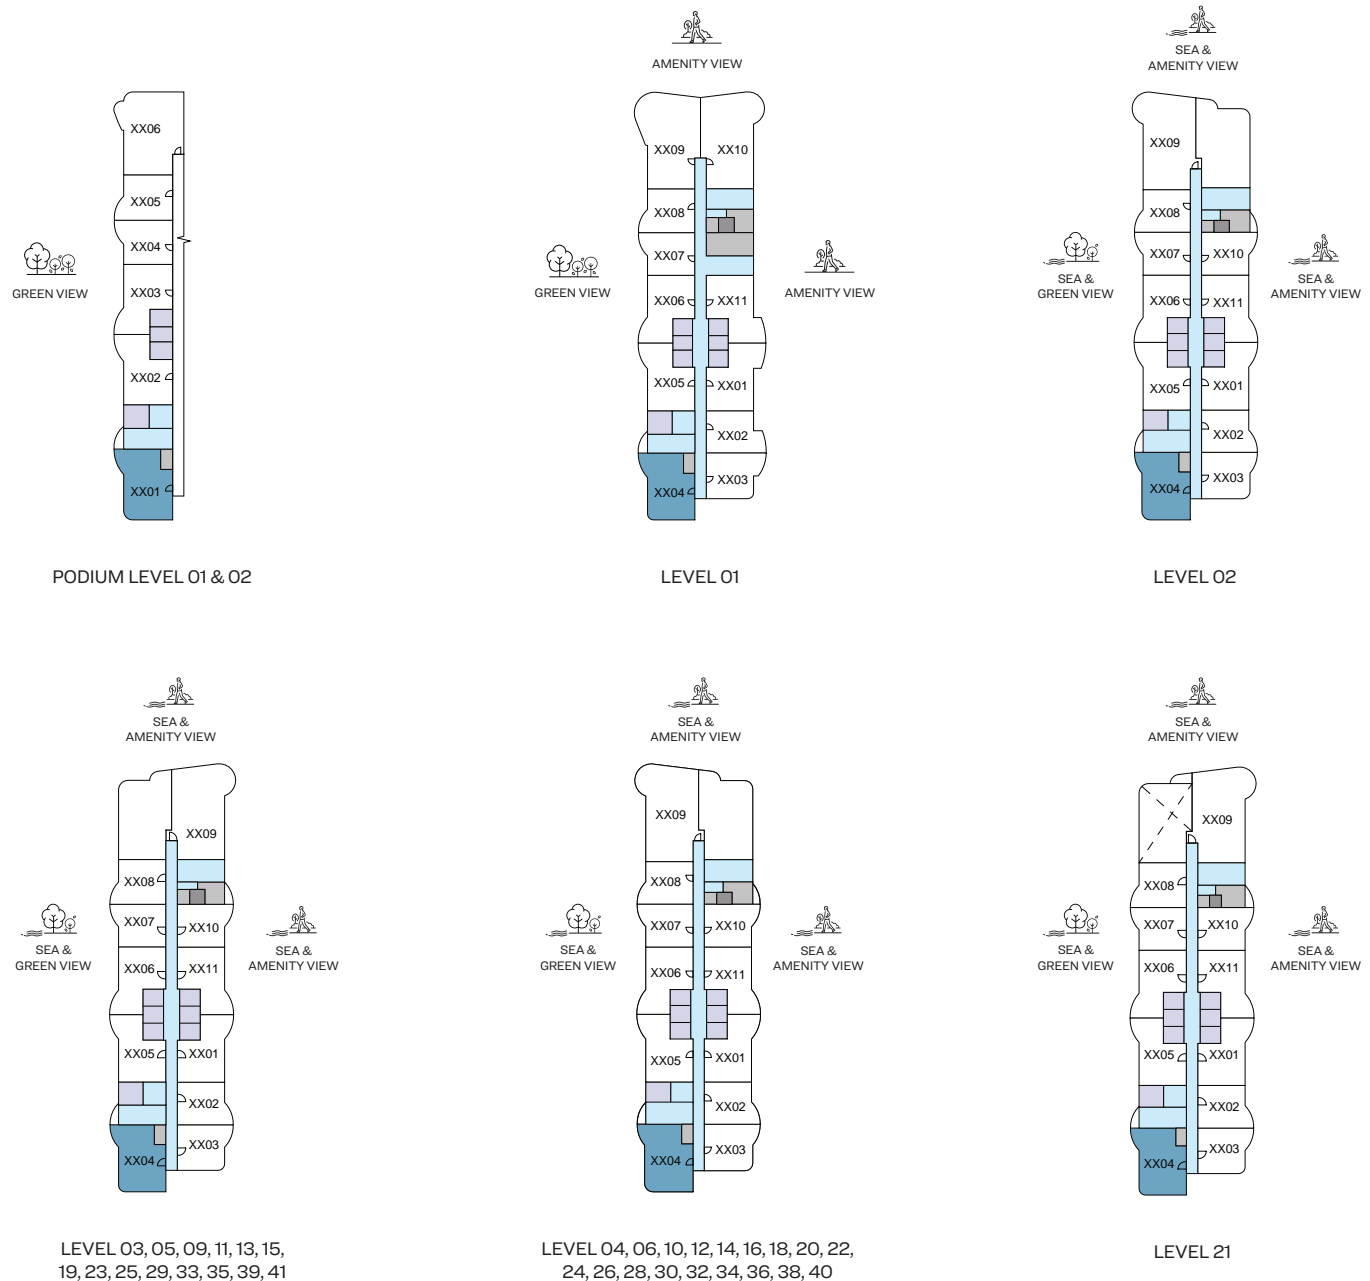 AMENITY VIEW
SEA &
AMENITY VIEW
XX06
XX05
XX04
XX03
XX02
XX01
GREEN VIEW
PODIUM LEVEL 01 & 02
XX09
XX10
XX08
XX07
XX06
XX11
XX05
XX01
XX02
XX04
XX03
GREEN VIEW
AMENITY VIEW
LEVEL 01
XX09
XX08
XX07
XX10
XX06
XX11
XX05
XX01
XX02
XX04
XX03
SEA &
GREEN VIEW
SEA &
AMENITY VIEW
LEVEL 02
SEA &
AMENITY VIEW
XX09
XX08
XX07
XX10
XX06
XX11
XX05
XX01
XX02
XX04
XX03
SEA &
GREEN VIEW
SEA &
AMENITY VIEW
LEVEL 03, 05, 09, 11, 13, 15,
19, 23, 25, 29, 33, 35, 39, 41
SEA &
AMENITY VIEW
XX09
XX08
XX07
XX10
XX06
XX11
XX05
XX01
XX02
XX04
XX03
SEA &
GREEN VIEW
SEA &
AMENITY VIEW
LEVEL 04, 06, 10, 12, 14, 16, 18, 20, 22,
24, 26, 28, 30, 32, 34, 36, 38, 40
SEA &
AMENITY VIEW
XX09
XX08
XX07
XX10
XX06
XX11
XX05
XX01
XX02
XX04
XX03
SEA &
GREEN VIEW
SEA &
AMENITY VIEW
LEVEL 21